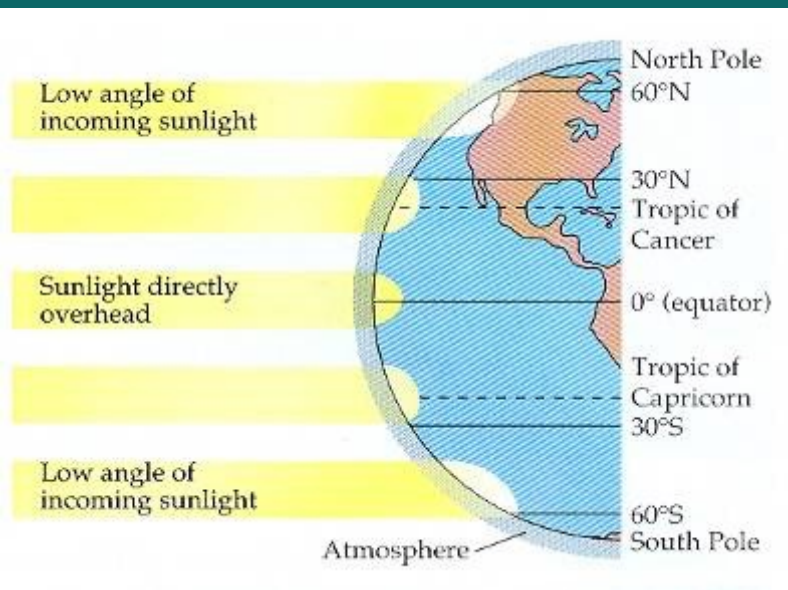 North Pole
Low angle of
incoming sunlight
60°N
30°N
Tropic of
Cancer
Sunlight directly
overhead
0° (equator)
Tropic of
Capricorn
30°S
Low angle of
incoming sunlight
60°S
South Pole
Atmosphere